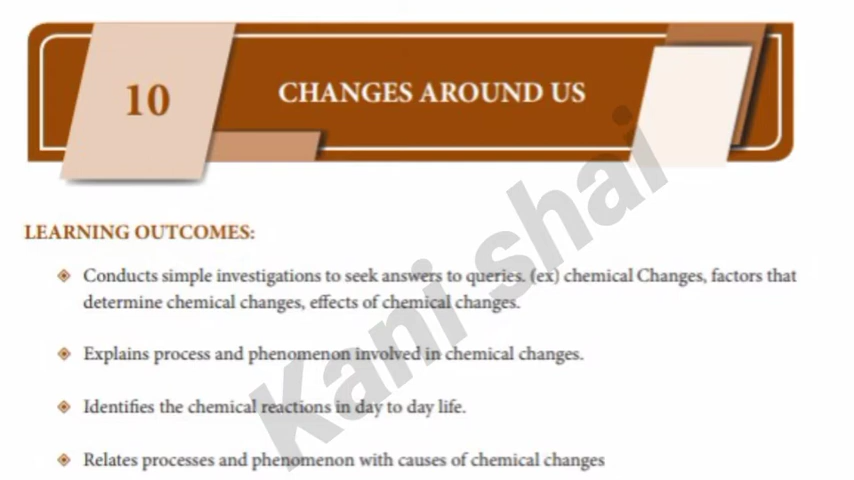 10
CHANGES AROUND US
LEARNING OUTCOMES:
Conducts simple investigations to seek answers to queries. (ex) chemical Changes, factors that
determine chemical changes, effects of chemical changes.
Explains process and phenomenon involved in chemical changes.
Identifies the chemical reactions in day to day life.
Relates processes and phenomenon with causes of chemical changes
Kani shai